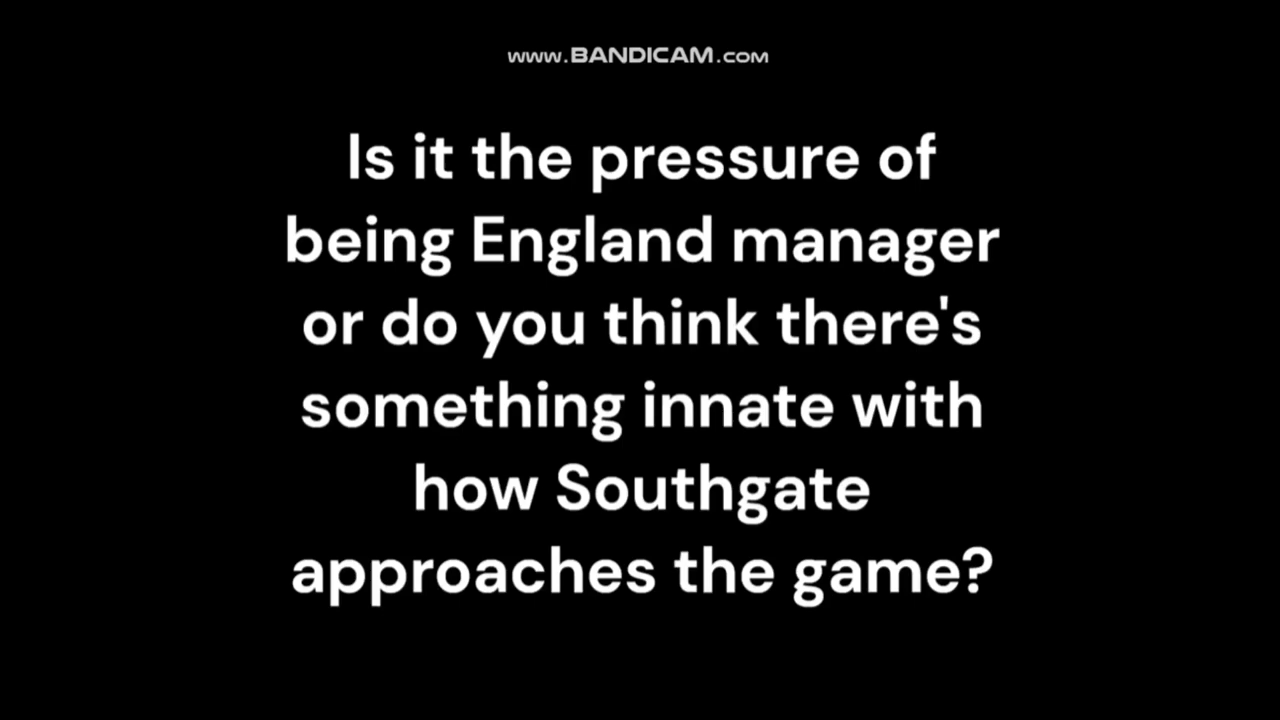 www.BANDICAM.com
Is it the pressure of
being England manager
or do you think there's
something innate with
how Southgate
approaches the game?